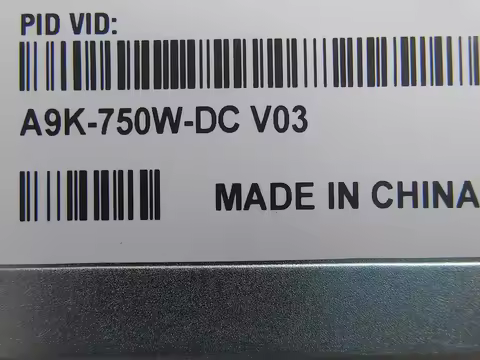 PID VID:
A9K-750W-DC V03
MADE IN CHINA